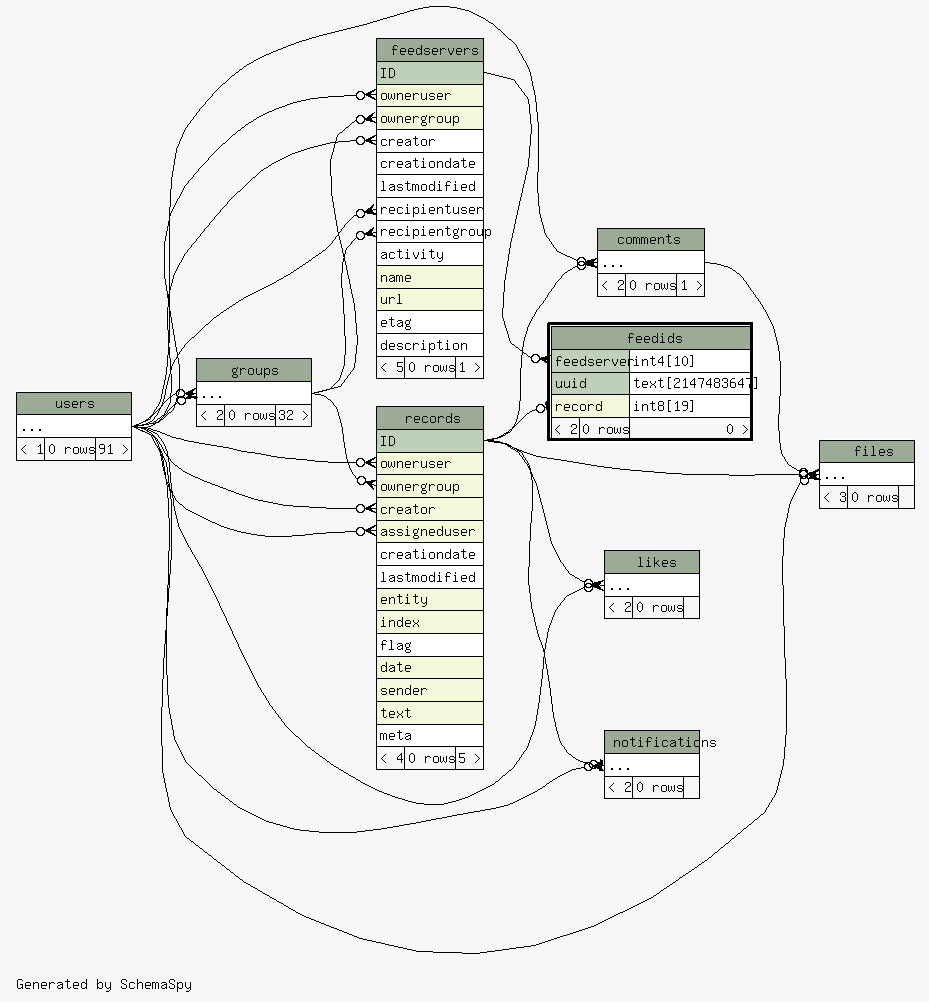 feedservers
ID
owneruser
ownergroup
creator
creationdate
lastmodified
recipientuser
recipientgroup
activity
name
url
etag
description
< 5 0 rows 1 >
comments
...
< 2 0 rows 1 >
feedids
feedserver int4[10]
uuid text[2147483647]
record int8[19]
< 2 0 rows 0 >
groups
...
< 2 0 rows 32 >
users
...
< 1 0 rows 91 >
records
ID
owneruser
ownergroup
creator
assigneduser
creationdate
lastmodified
entity
index
flag
date
sender
text
meta
< 4 0 rows 5 >
files
...
< 3 0 rows
likes
...
< 2 0 rows
notifications
...
< 2 0 rows
Generated by SchemaSpy